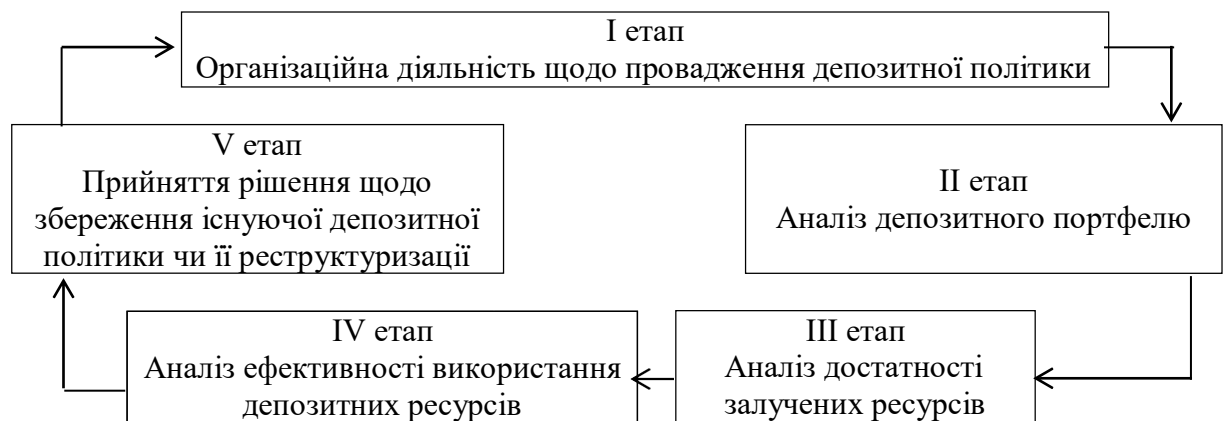 I етап
Організаційна діяльність щодо провадження депозитної політики
V етап
Прийняття рішення щодо
збереження існуючої депозитної
політики чи її реструктуризації
II етап
Аналіз депозитного портфелю
IV етап
Аналіз ефективності використання
депозитних ресурсів
III етап
Аналіз достатності
залучених ресурсів